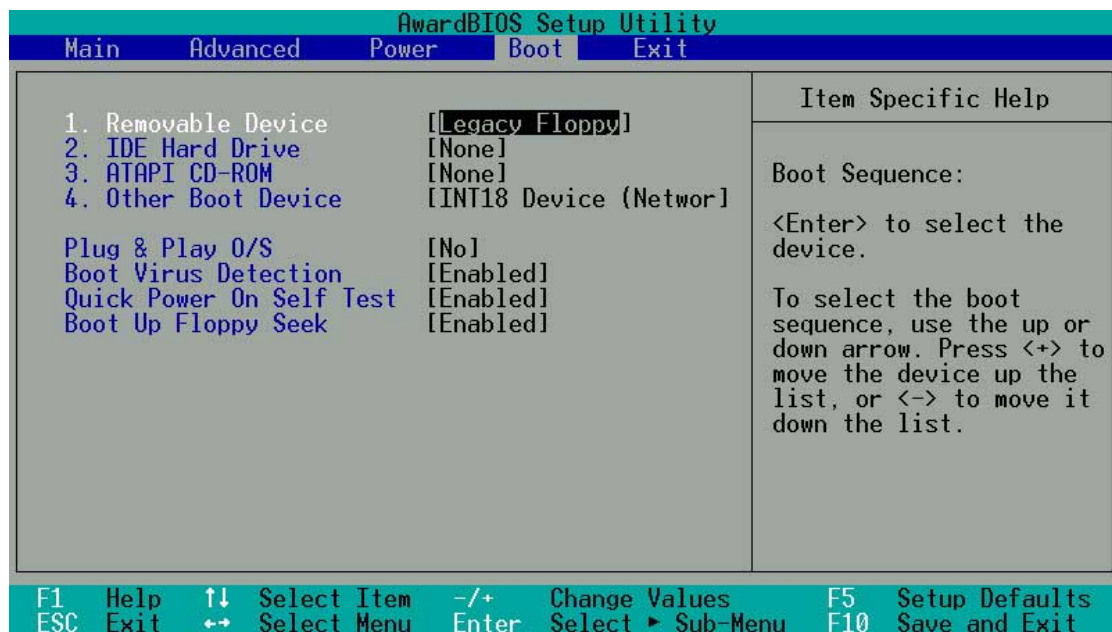 AwardBIOS Setup Utility
Main Advanced Power Boot Exit
1. Removable Device [Legacy Floppy]
2. IDE Hard Drive [None]
3. ATAPI CD-ROM [None]
4. Other Boot Device [INT18 Device (Networ]
Plug & Play O/S [No]
Boot Virus Detection [Enabled]
Quick Power On Self Test [Enabled]
Boot Up Floppy Seek [Enabled]
Item Specific Help
Boot Sequence:
<Enter> to select the
device.
To select the boot
sequence, use the up or
down arrow. Press <+> to
move the device up the
list, or <-> to move it
down the list.
F1 Help ↑↓ Select Item -/+ Change Values F5 Setup Defaults
ESC Exit ←→ Select Menu Enter Select ► Sub-Menu F10 Save and Exit